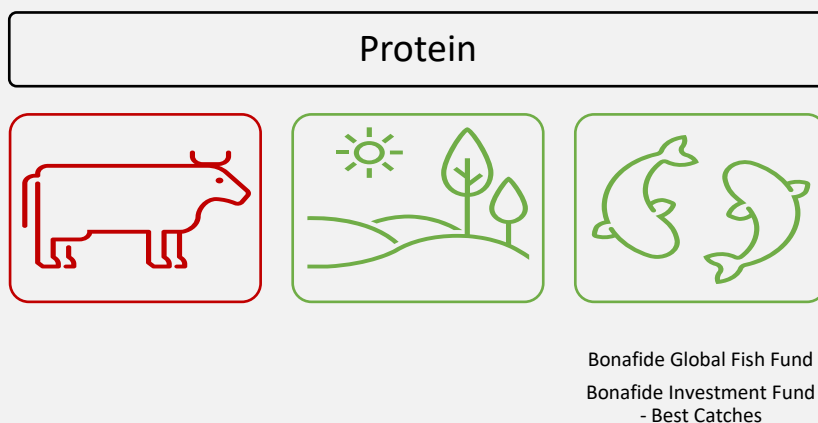 Protein
Bonafide Global Fish Fund
Bonafide Investment Fund
- Best Catches